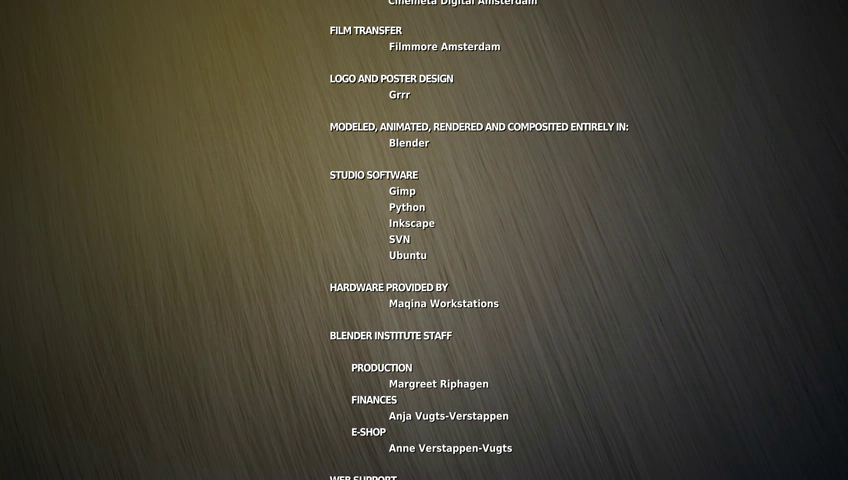 Cinemeta Digital Amsterdam
FILM TRANSFER
Filmmore Amsterdam
LOGO AND POSTER DESIGN
Grrr
MODELED, ANIMATED, RENDERED AND COMPOSITED ENTIRELY IN:
Blender
STUDIO SOFTWARE
Gimp
Python
Inkscape
SVN
Ubuntu
HARDWARE PROVIDED BY
Maqina Workstations
BLENDER INSTITUTE STAFF
PRODUCTION
Margreet Riphagen
FINANCES
Anja Vugts-Verstappen
E-SHOP
Anne Verstappen-Vugts
WEB SUPPORT